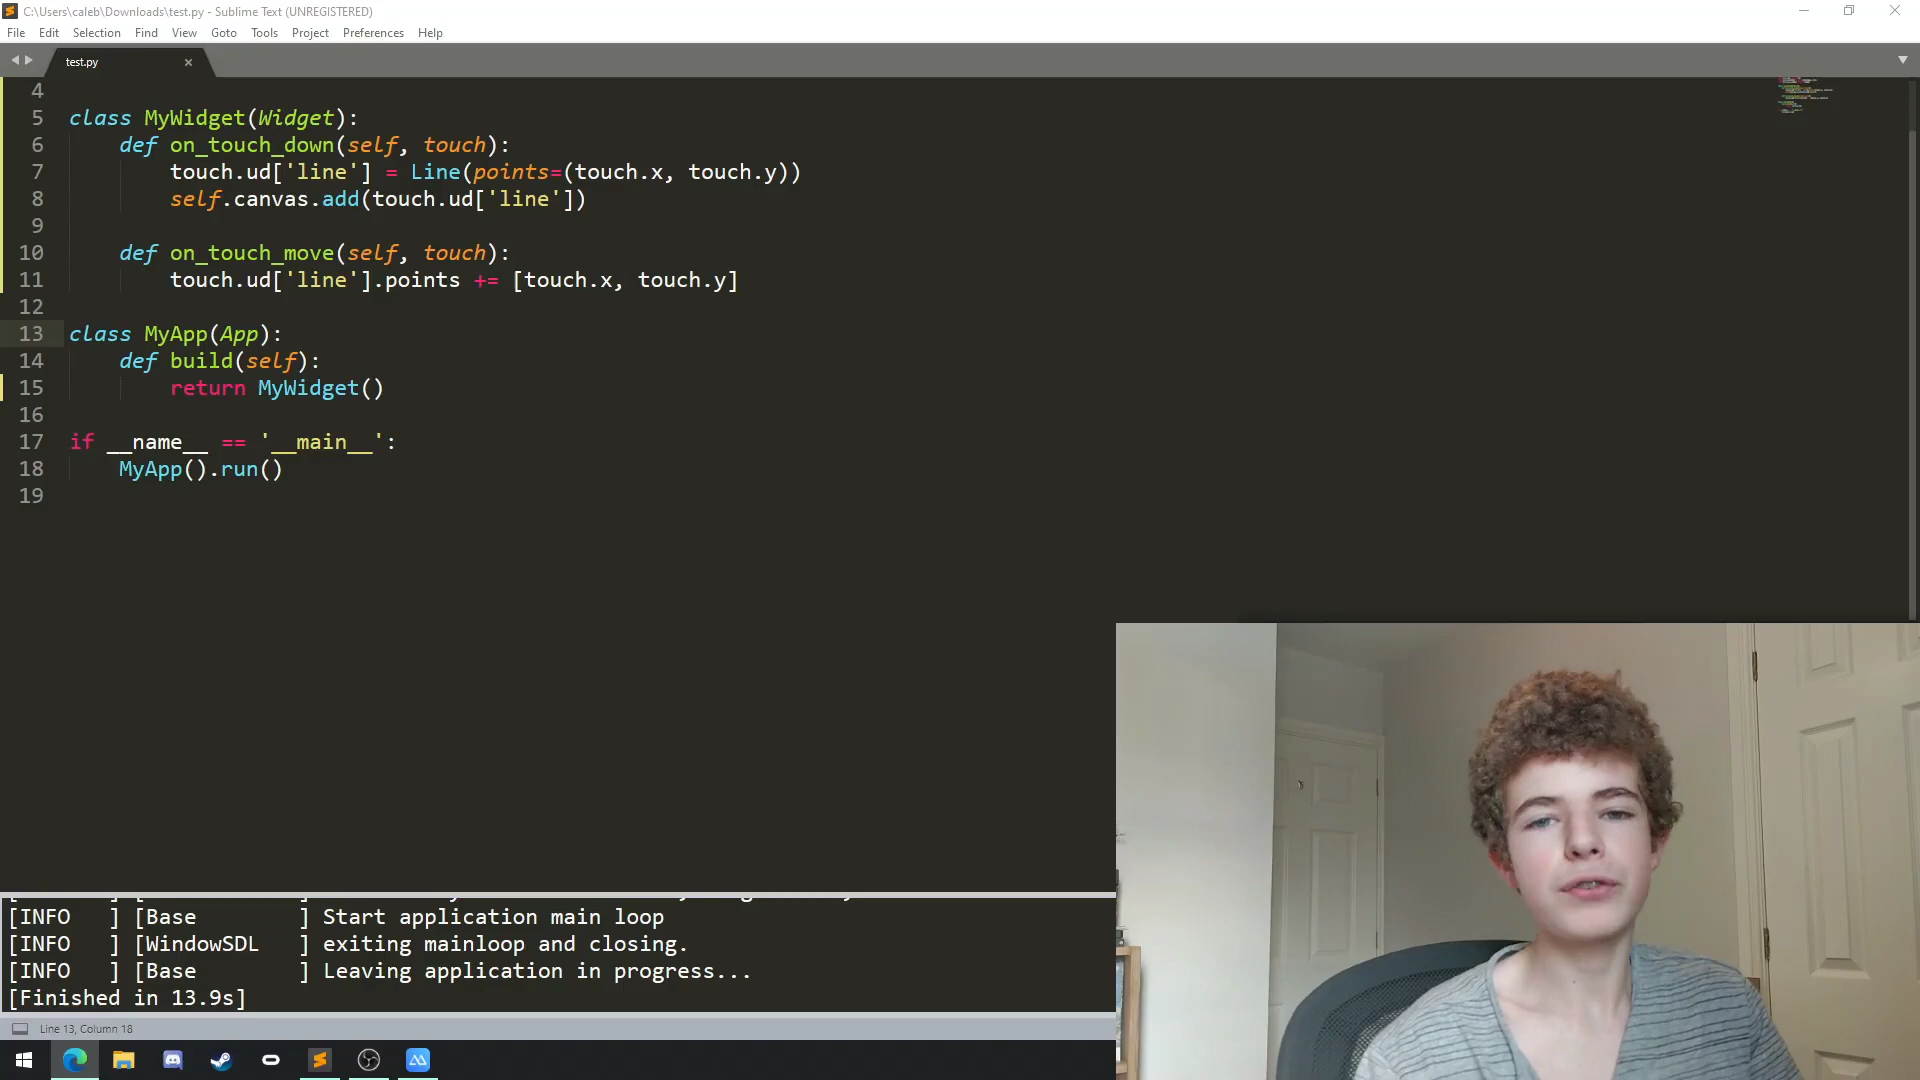 C:\Users\caleb\Downloads\test.py - Sublime Text (UNREGISTERED)
File Edit Selection Find View Goto Tools Project Preferences Help
test.py
4
5 class MyWidget(Widget):
6 def on_touch_down(self, touch):
7 touch.ud['line'] = Line(points=(touch.x, touch.y))
8 self.canvas.add(touch.ud['line'])
9
10 def on_touch_move(self, touch):
11 touch.ud['line'].points += [touch.x, touch.y]
12
13 class MyApp(App):
14 def build(self):
15 return MyWidget()
16
17 if __name__ == '__main__':
18 MyApp().run()
19
[INFO ] [Base ] Start application main loop
[INFO ] [WindowSDL ] exiting mainloop and closing.
[INFO ] [Base ] Leaving application in progress...
[Finished in 13.9s]
Line 13, Column 18